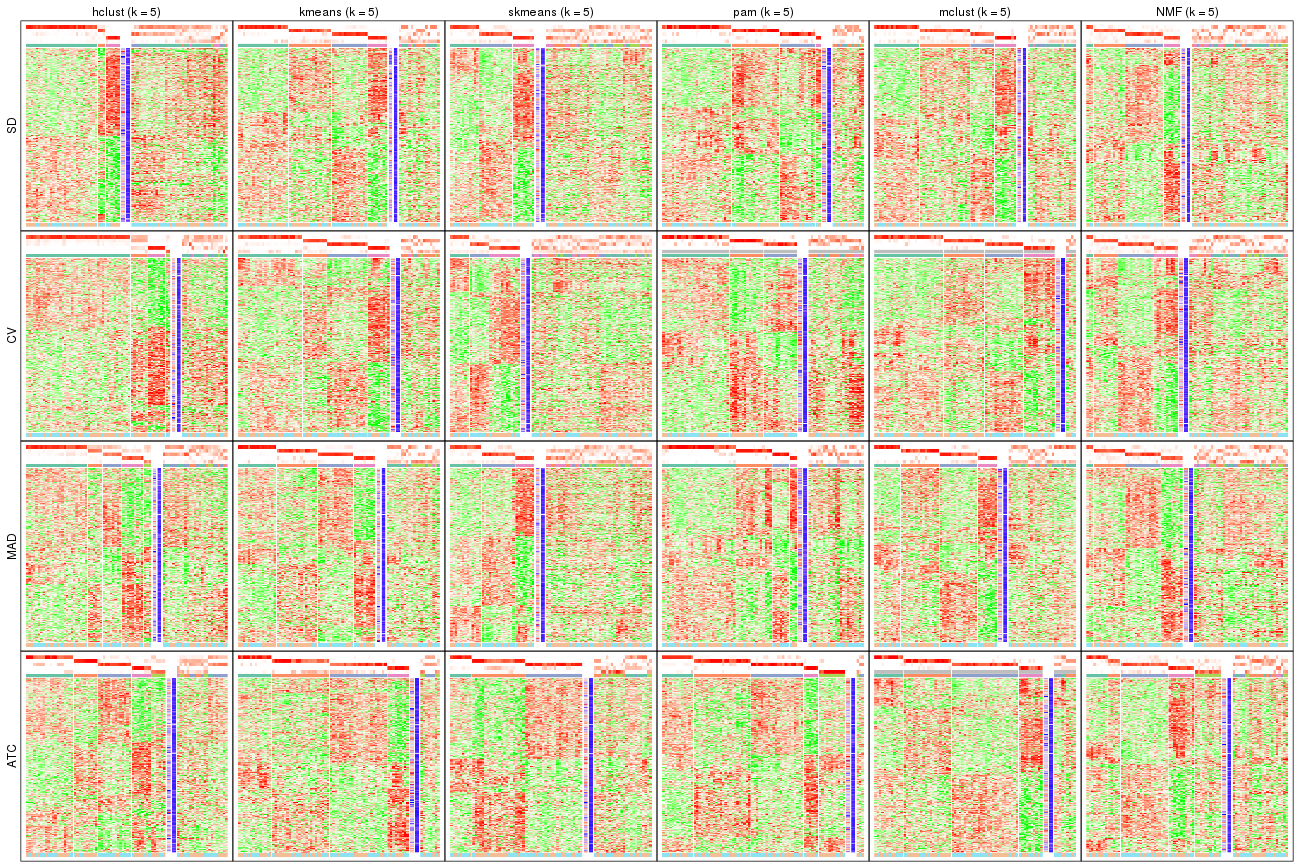 hclust (k = 5)
kmeans (k = 5)
skmeans (k = 5)
pam (k = 5)
mclust (k = 5)
NMF (k = 5)
SD
CV
MAD
ATC